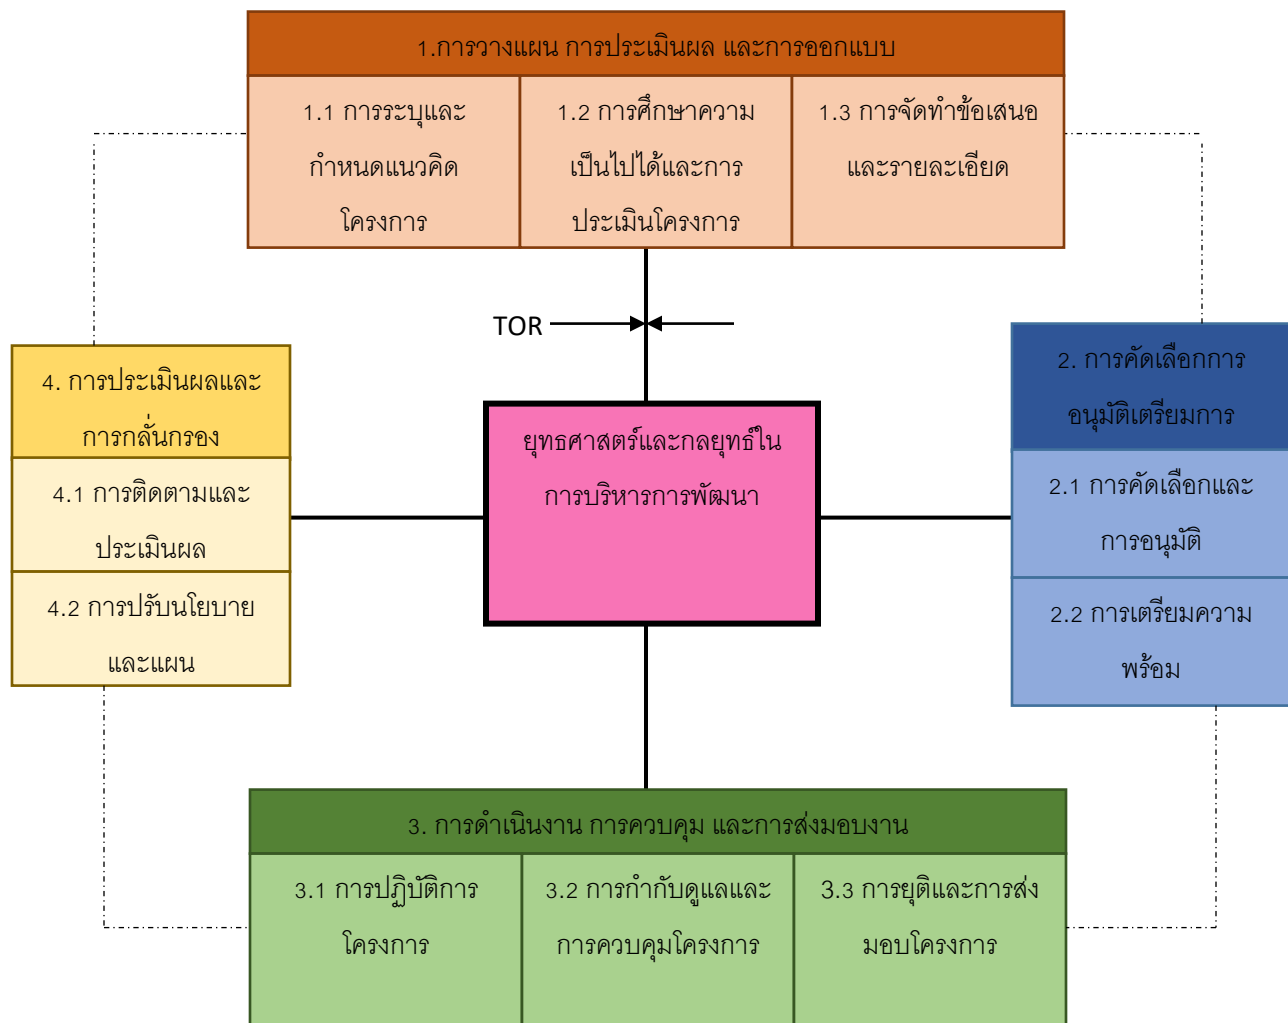 1.การวางแผน การประเมินผล และการออกแบบ
1.1 การระบุและ
กำหนดแนวคิด
โครงการ
1.2 การศึกษาความ
เป็นไปได้และการ
ประเมินโครงการ
1.3 การจัดทำข้อเสนอ
และรายละเอียด
TOR
4. การประเมินผลและ
การกลั่นกรอง
4.1 การติดตามและ
ประเมินผล
4.2 การปรับนโยบาย
และแผน
ยุทธศาสตร์และกลยุทธ์ใน
การบริหารการพัฒนา
2. การคัดเลือกการ
อนุมัติเตรียมการ
2.1 การคัดเลือกและ
การอนุมัติ
2.2 การเตรียมความ
พร้อม
3. การดำเนินงาน การควบคุม และการส่งมอบงาน
3.1 การปฏิบัติการ
โครงการ
3.2 การกำกับดูแลและ
การควบคุมโครงการ
3.3 การยุติและการส่ง
มอบโครงการ